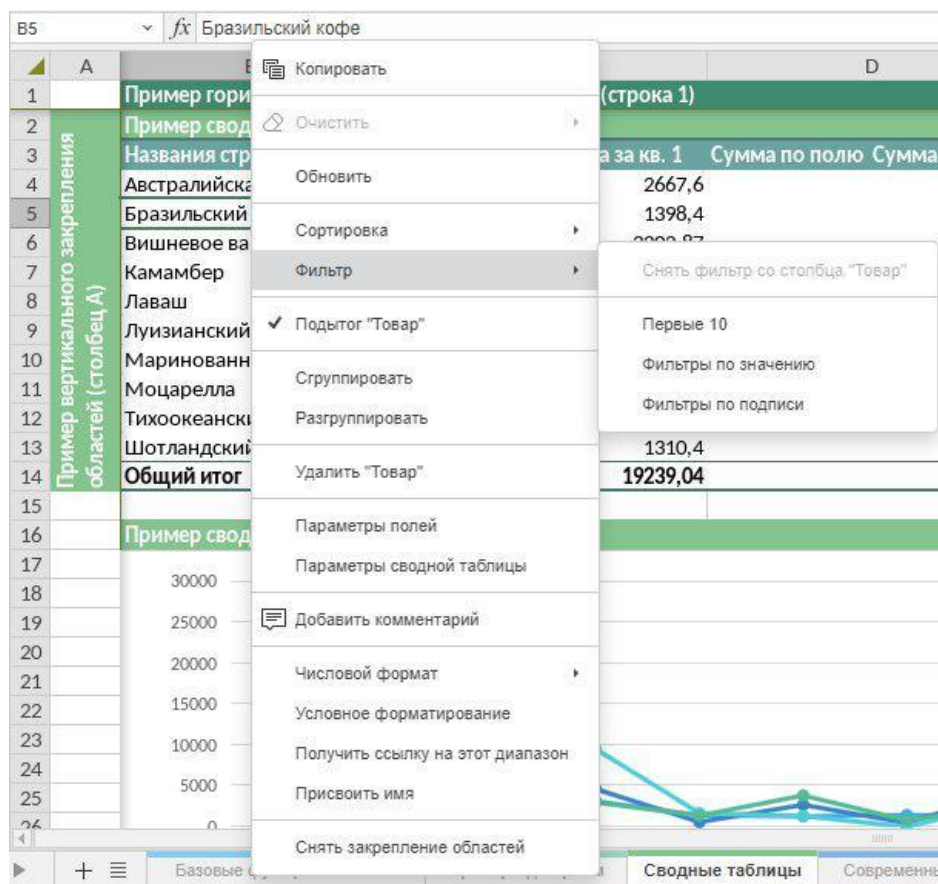 B5
fx Бразильский кофе
A
D
Копировать
1
Пример гори
(строка 1)
Очистить
2
Пример свод
3
Названия стр
а за кв. 1
Сумма по полю
Сумма
Обновить
4
Австралийска
2667,6
5
Бразильский
1398,4
Сортировка
6
Вишневое ва
7
Камамбер
Фильтр
Снять фильтр со столбца "Товар"
8
Лаваш
9
Луизианский
Подытог "Товар"
Первые 10
10
Маринованн
Фильтры по значению
11
Моцарелла
Сгруппировать
Фильтры по подписи
12
Тихоокеански
Разгруппировать
13
Шотландский
1310,4
14
Общий итог
19239,04
Удалить "Товар"
Пример вертикального закрепления
областей (столбец A)
15
16
Пример свод
Параметры полей
17
Параметры сводной таблицы
18
30000
19
25000
Добавить комментарий
20
20000
21
Числовой формат
22
15000
Условное форматирование
23
10000
Получить ссылку на этот диапазон
24
25
5000
Присвоить имя
26
0
Снять закрепление областей
Базовые
Сводные таблицы
Современны